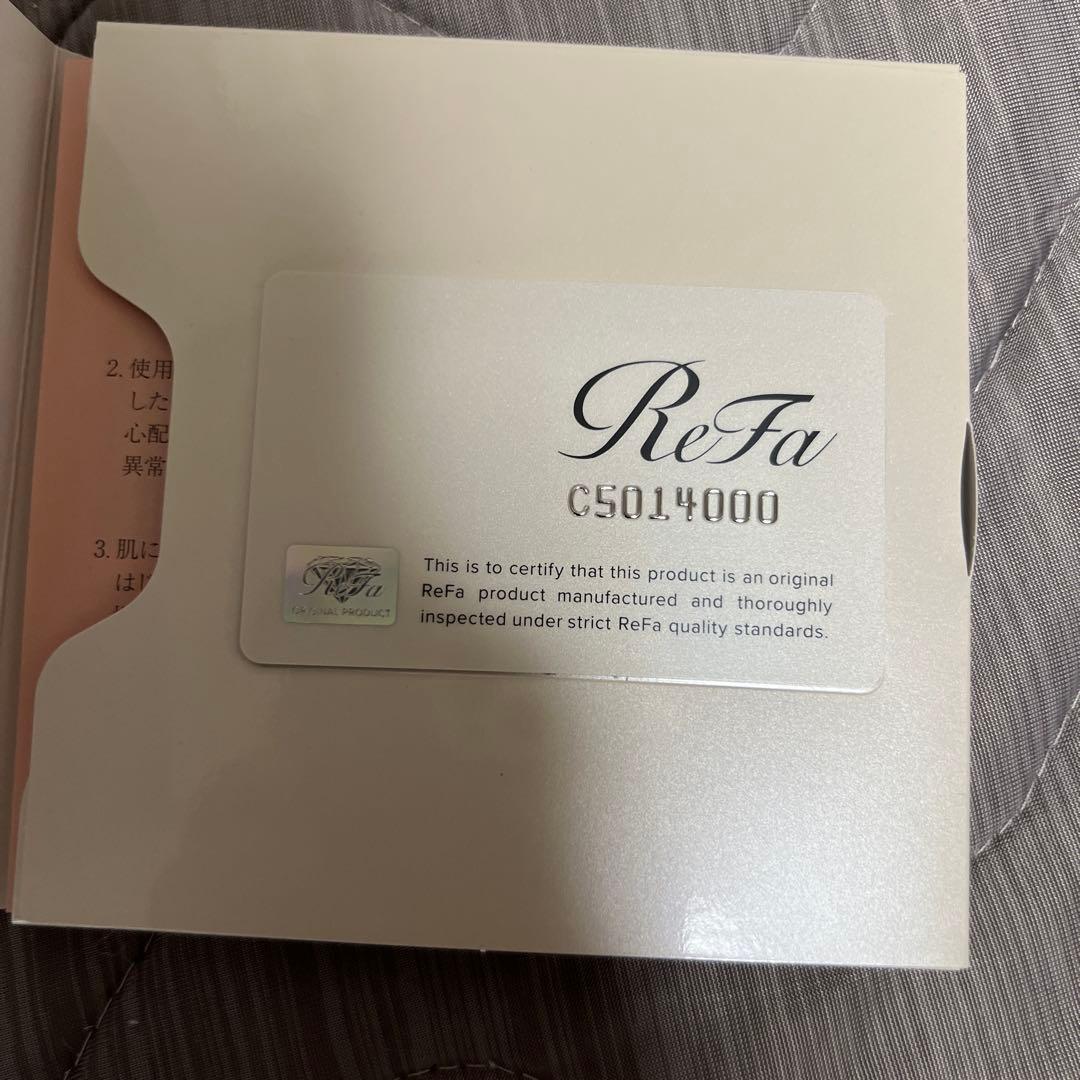 2. 使用
した
心配
異常
3. 肌に
はじ
ReFa
C5014000
ReFa
ORIGINAL PRODUCT
This is to certify that this product is an original
ReFa product manufactured and thoroughly
inspected under strict ReFa quality standards.